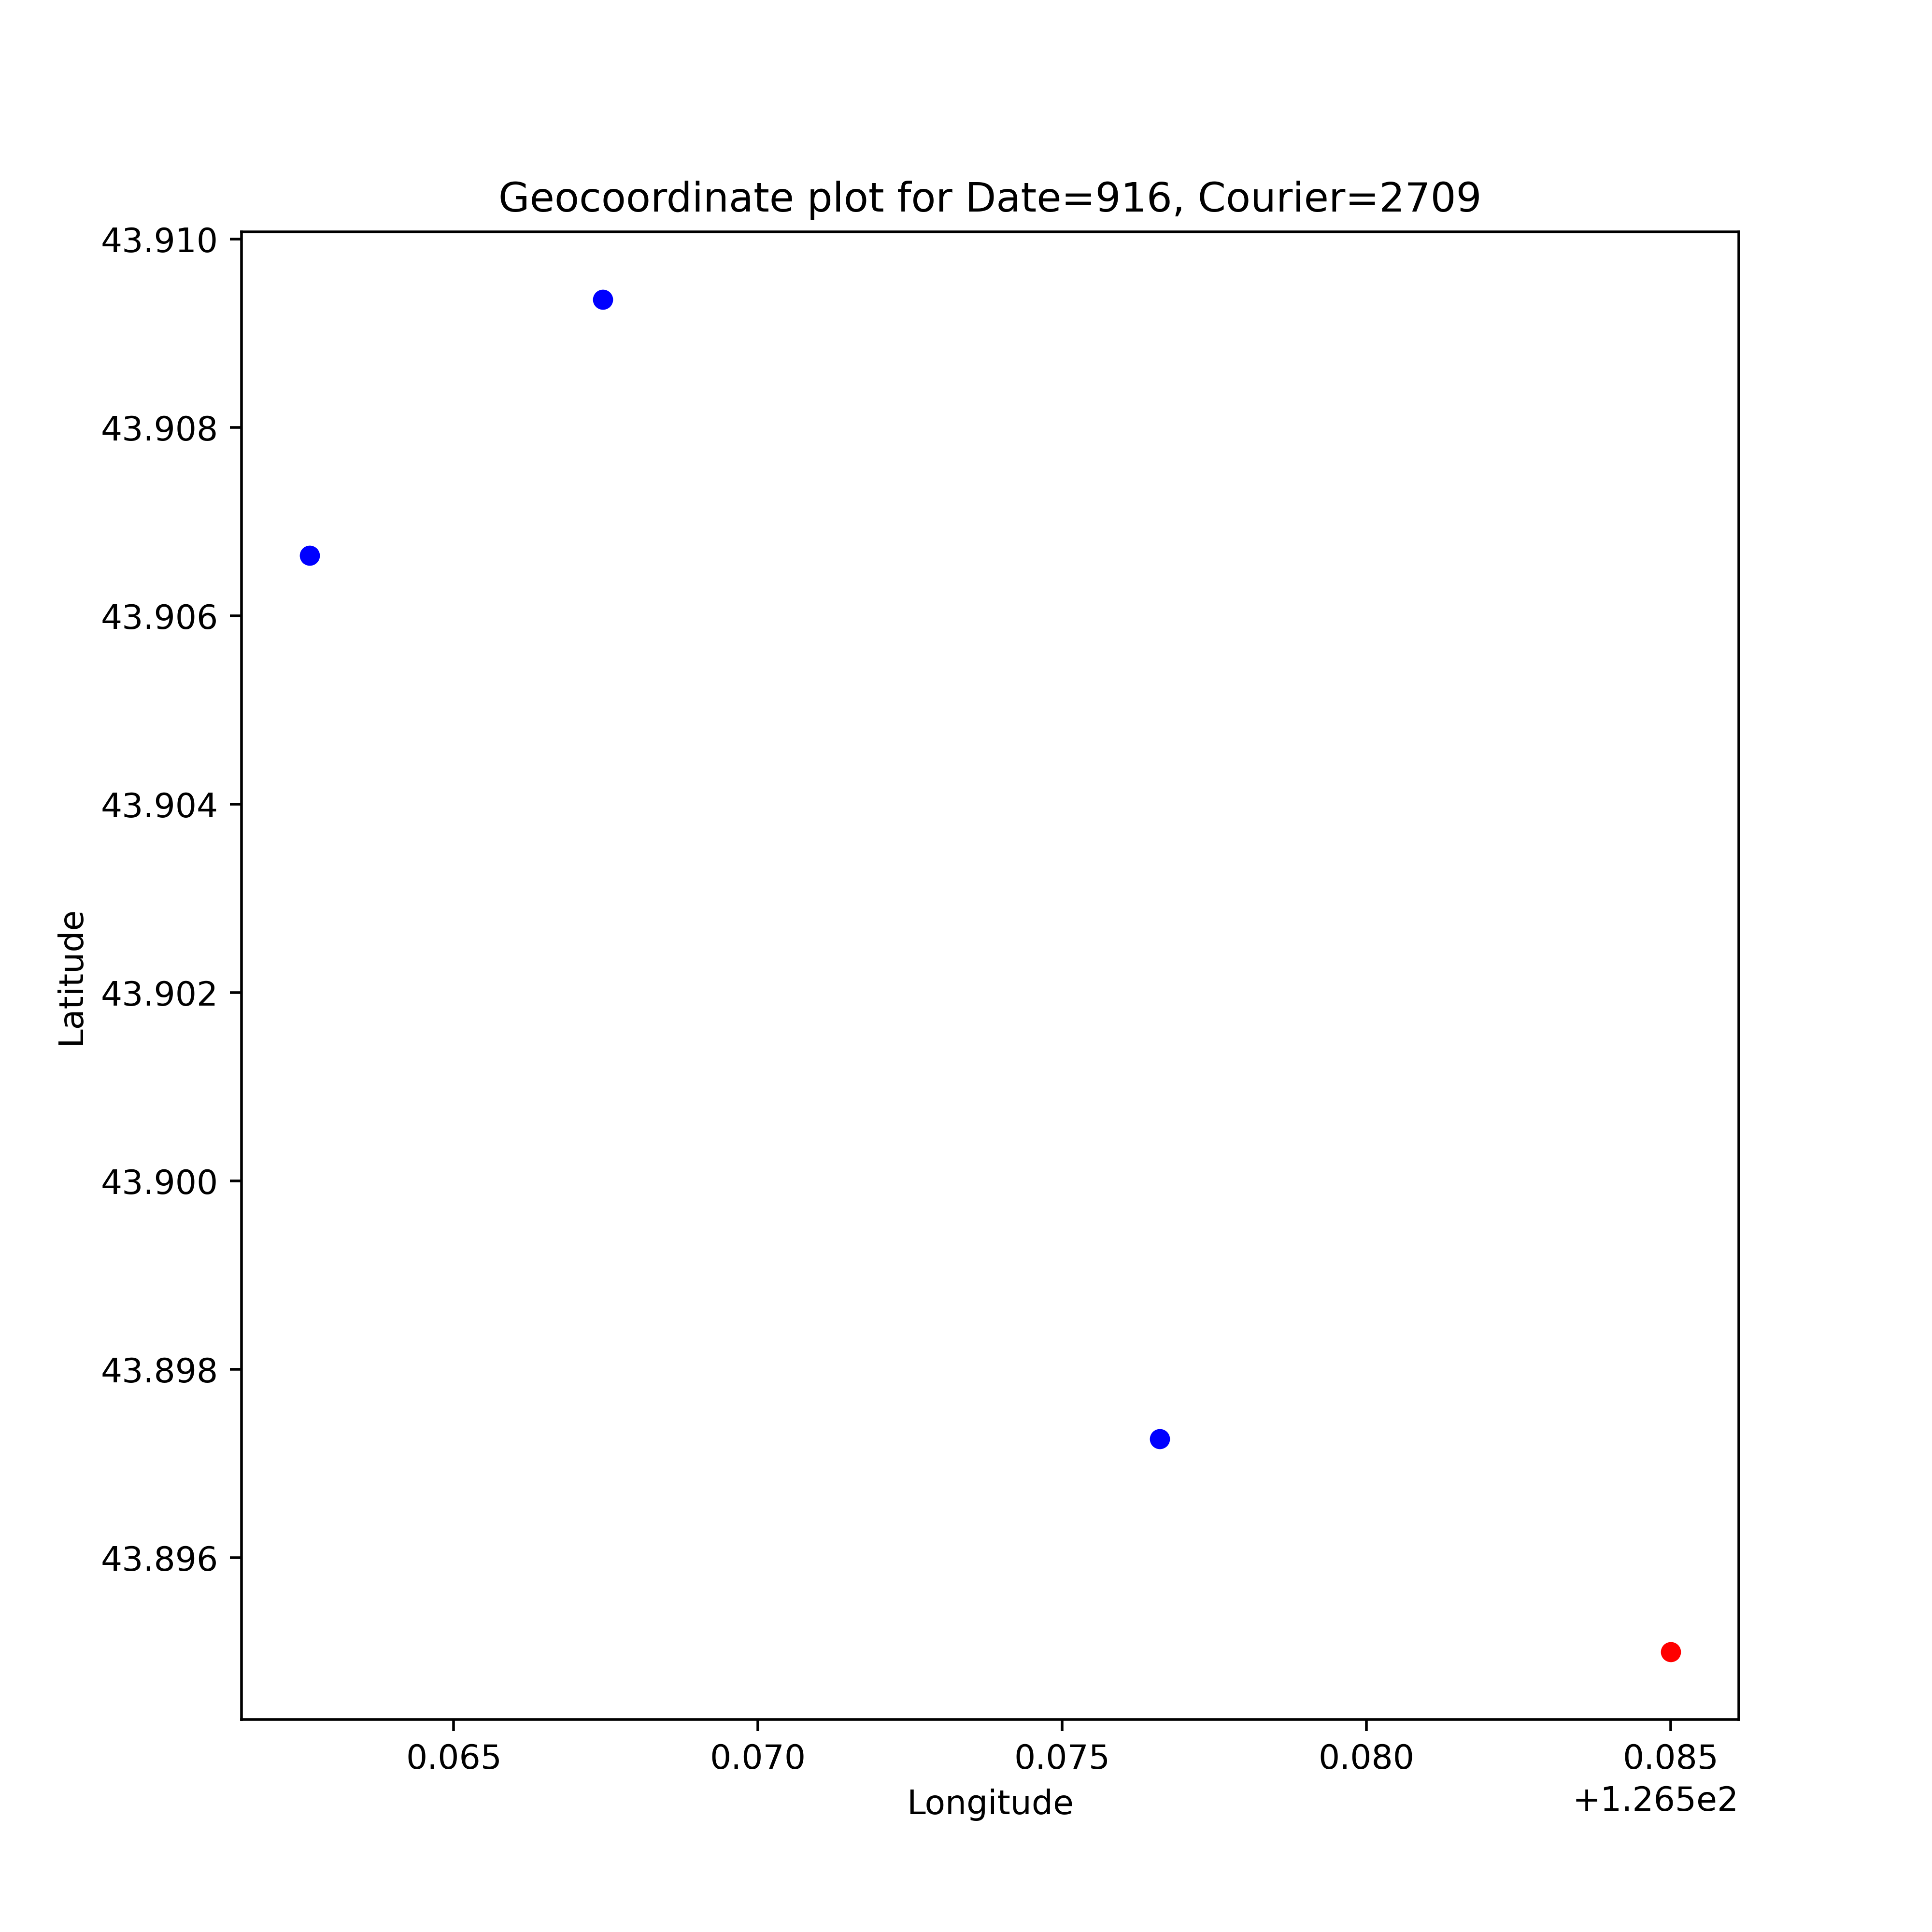 Geocoordinate plot for Date=916, Courier=2709
43.910
43.908
43.906
43.904
43.902
43.900
43.898
43.896
Latitude
0.065 0.070 0.075 0.080 0.085
+1.265e2
Longitude